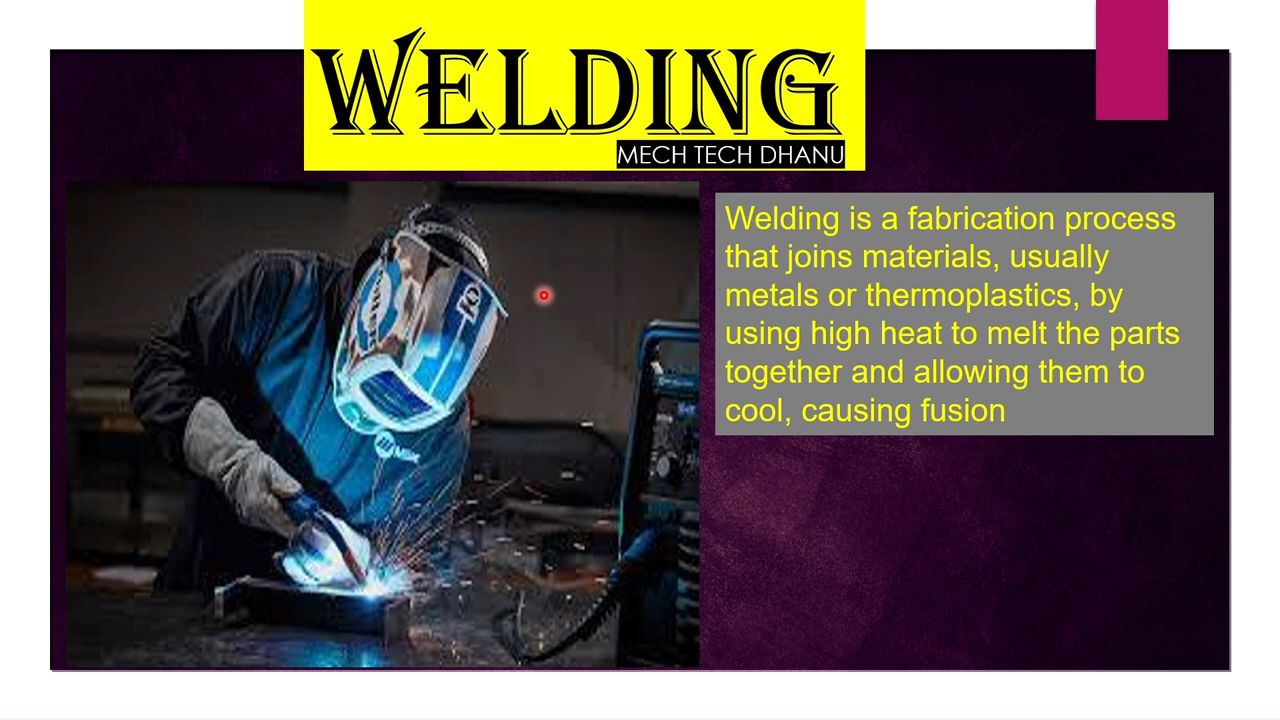 WELDING
MECH TECH DHANU
Welding is a fabrication process
that joins materials, usually
metals or thermoplastics, by
using high heat to melt the parts
together and allowing them to
cool, causing fusion